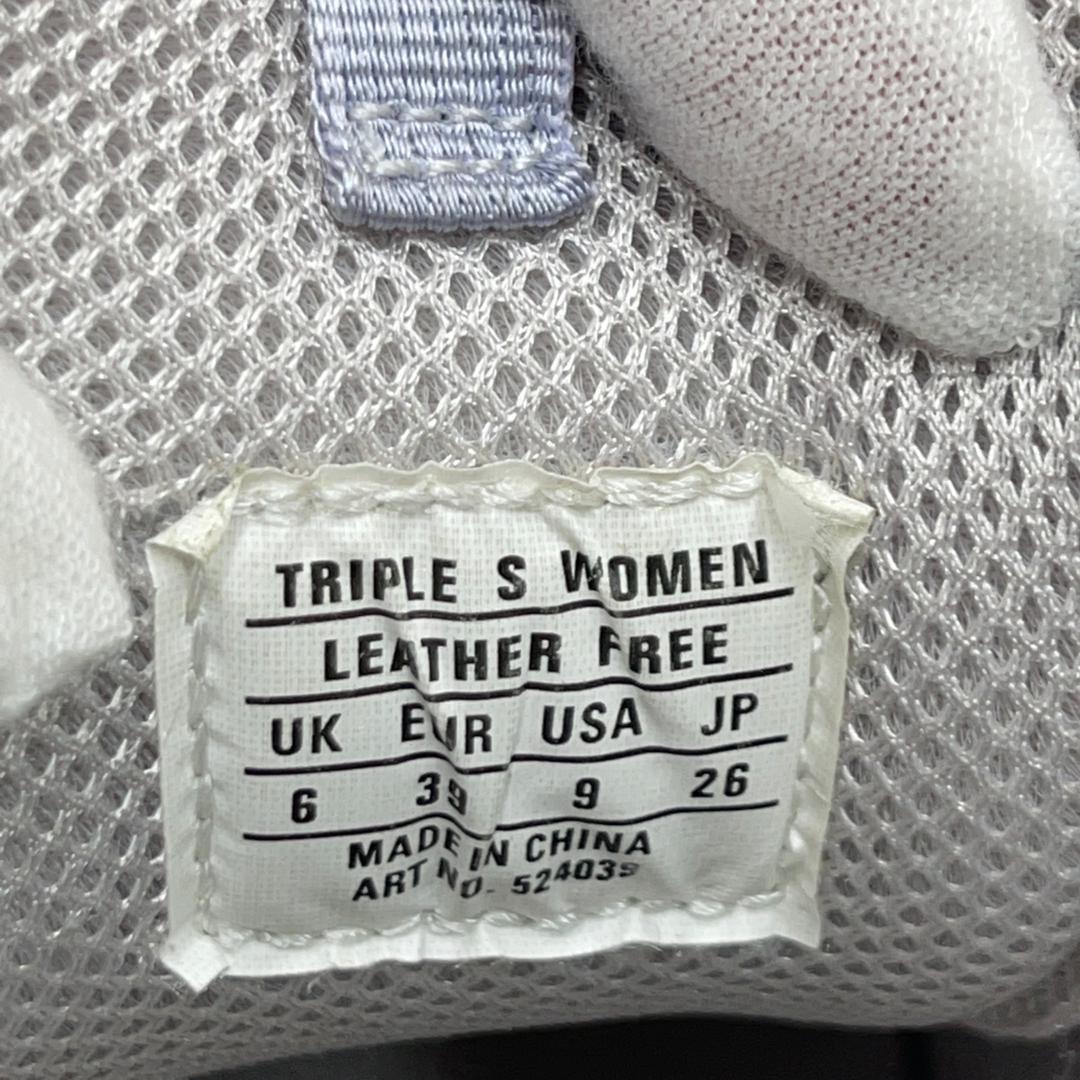 TRIPLE S WOMEN
LEATHER FREE
UK EUR USA JP
6 39 9 26
MADE IN CHINA
ART NO. 524039